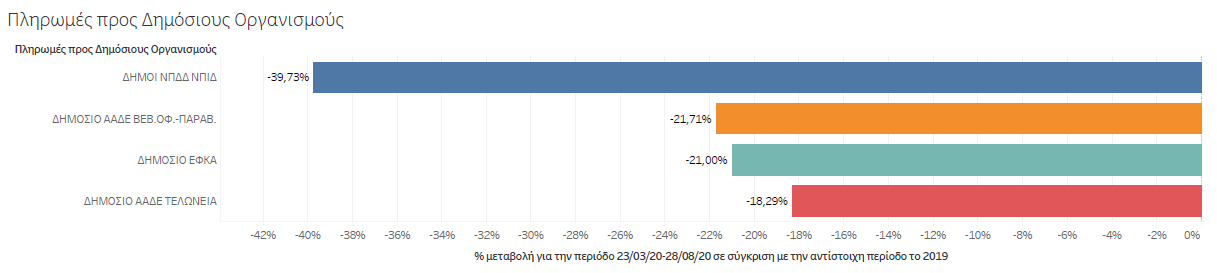 Πληρωμές προς Δημόσιους Οργανισμούς
Πληρωμές προς Δημόσιους Οργανισμούς
ΔΗΜΟΙ ΝΠΔΔ ΝΠΙΔ -39,73%
ΔΗΜΟΣΙΟ ΑΑΔΕ ΒΕΒ.ΟΦ.-ΠΑΡΑΒ. -21,71%
ΔΗΜΟΣΙΟ ΕΦΚΑ -21,00%
ΔΗΜΟΣΙΟ ΑΑΔΕ ΤΕΛΩΝΕΙΑ -18,29%
-42% -40% -38% -36% -34% -32% -30% -28% -26% -24% -22% -20% -18% -16% -14% -12% -10% -8% -6% -4% -2% 0%
% μεταβολή για την περιόδο 23/03/20-28/08/20 σε σύγκριση με την αντίστοιχη περίοδο το 2019